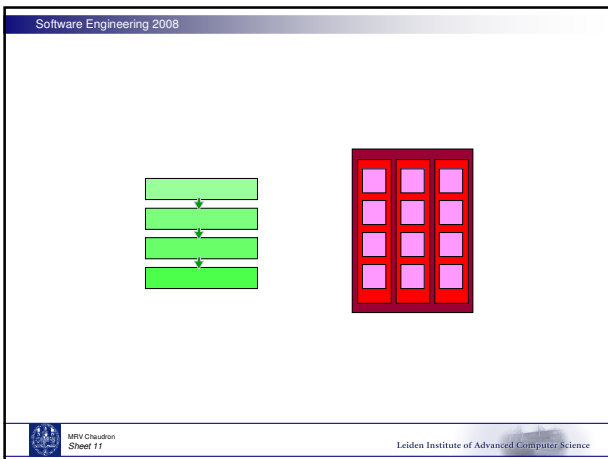 Software Engineering 2008
MRV Chaudron
Sheet 11
Leiden Institute of Advanced Computer Science